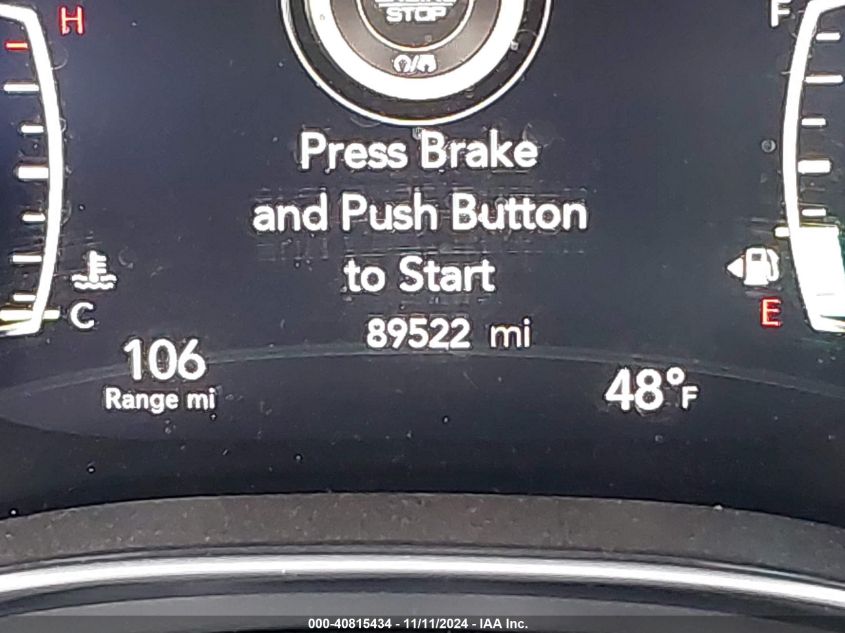 H
F
STOP
Press Brake
and Push Button
to Start
C
E
89522 mi
106
Range mi
48°F
000-40815434 - 11/11/2024 - IAA Inc.